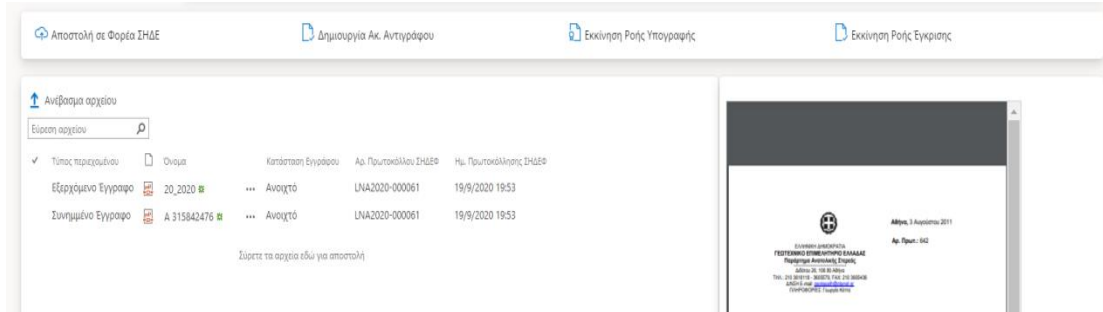 Αποστολή σε Φορέα ΣΗΔΕ Δημιουργία Ακ. Αντιγράφου Εκκίνηση Ροής Υπογραφής Εκκίνηση Ροής Έγκρισης
Ανέβασμα αρχείου
Εύρεση αρχείου
Τύπος περιεχομένου Όνομα Κατάσταση Εγγράφου Αρ. Πρωτοκόλλου ΣΗΔΕΦ Ημ. Πρωτοκόλλησης ΣΗΔΕΦ
Εξερχόμενο Έγγραφο 20_2020 ... Ανοιχτό LNA2020-000061 19/9/2020 19:53
Συνημμένο Έγγραφο Α 315842476 ... Ανοιχτό LNA2020-000061 19/9/2020 19:53
Σύρετε τα αρχεία εδώ για αποστολή
Αθήνα, 3 Αυγούστου 2011
Αρ. Πρωτ.: 642
ΕΛΛΗΝΙΚΗ ΔΗΜΟΚΡΑΤΙΑ
ΓΕΩΤΕΧΝΙΚΟ ΕΠΙΜΕΛΗΤΗΡΙΟ ΕΛΛΑΔΑΣ
Παράρτημα Ανατολικής Στερεάς